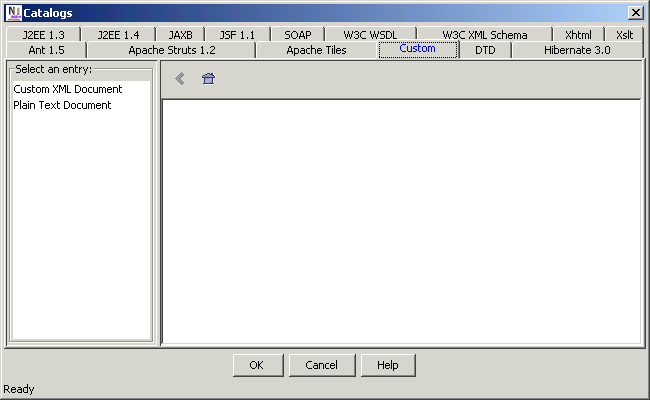 Catalogs
J2EE 1.3 J2EE 1.4 JAXB JSF 1.1 SOAP W3C WSDL W3C XML Schema Xhtml Xslt
Ant 1.5 Apache Struts 1.2 Apache Tiles Custom DTD Hibernate 3.0
Select an entry:
Custom XML Document
Plain Text Document
OK Cancel Help
Ready